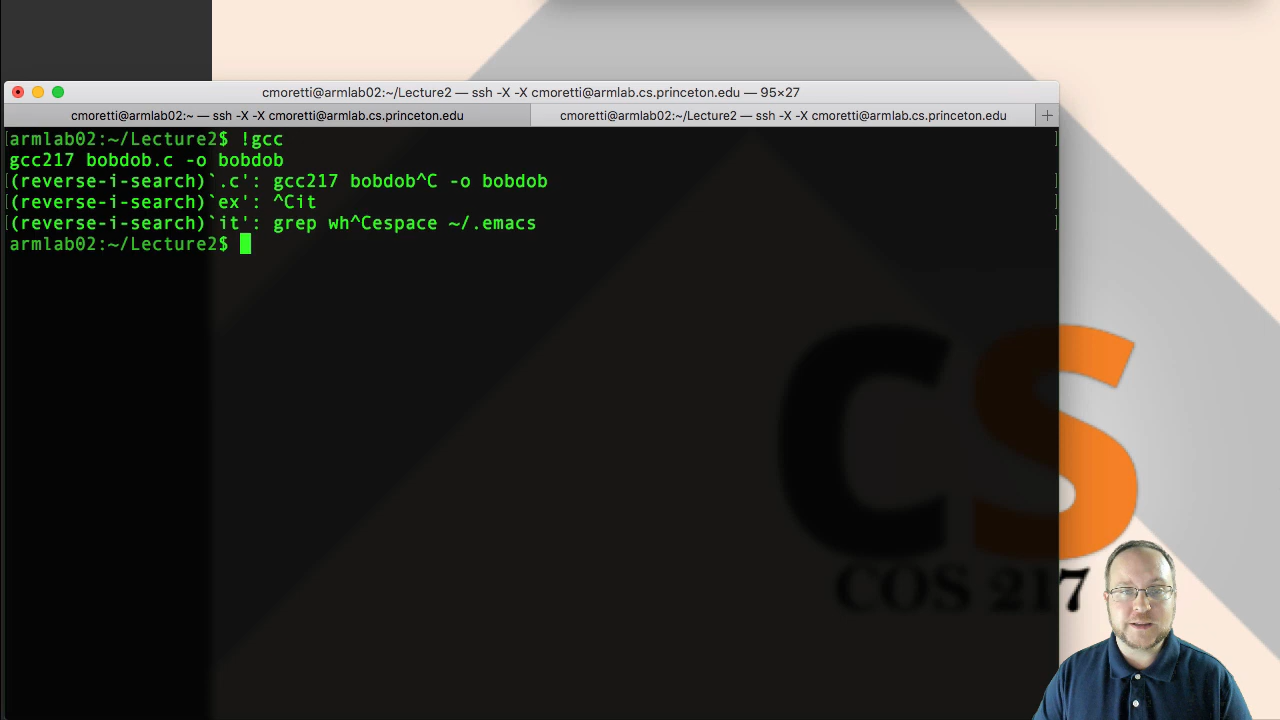 cmoretti@armlab02:~/Lecture2 — ssh -X -X cmoretti@armlab.cs.princeton.edu — 95×27
cmoretti@armlab02:~ — ssh -X -X cmoretti@armlab.cs.princeton.edu
cmoretti@armlab02:~/Lecture2 — ssh -X -X cmoretti@armlab.cs.princeton.edu
[armlab02:~/Lecture2$ !gcc ]
gcc217 bobdob.c -o bobdob
[(reverse-i-search)`.c': gcc217 bobdob^C -o bobdob ]
[(reverse-i-search)`ex': ^Cit ]
[(reverse-i-search)`it': grep wh^Cespace ~/.emacs ]
armlab02:~/Lecture2$
CS
COS 217